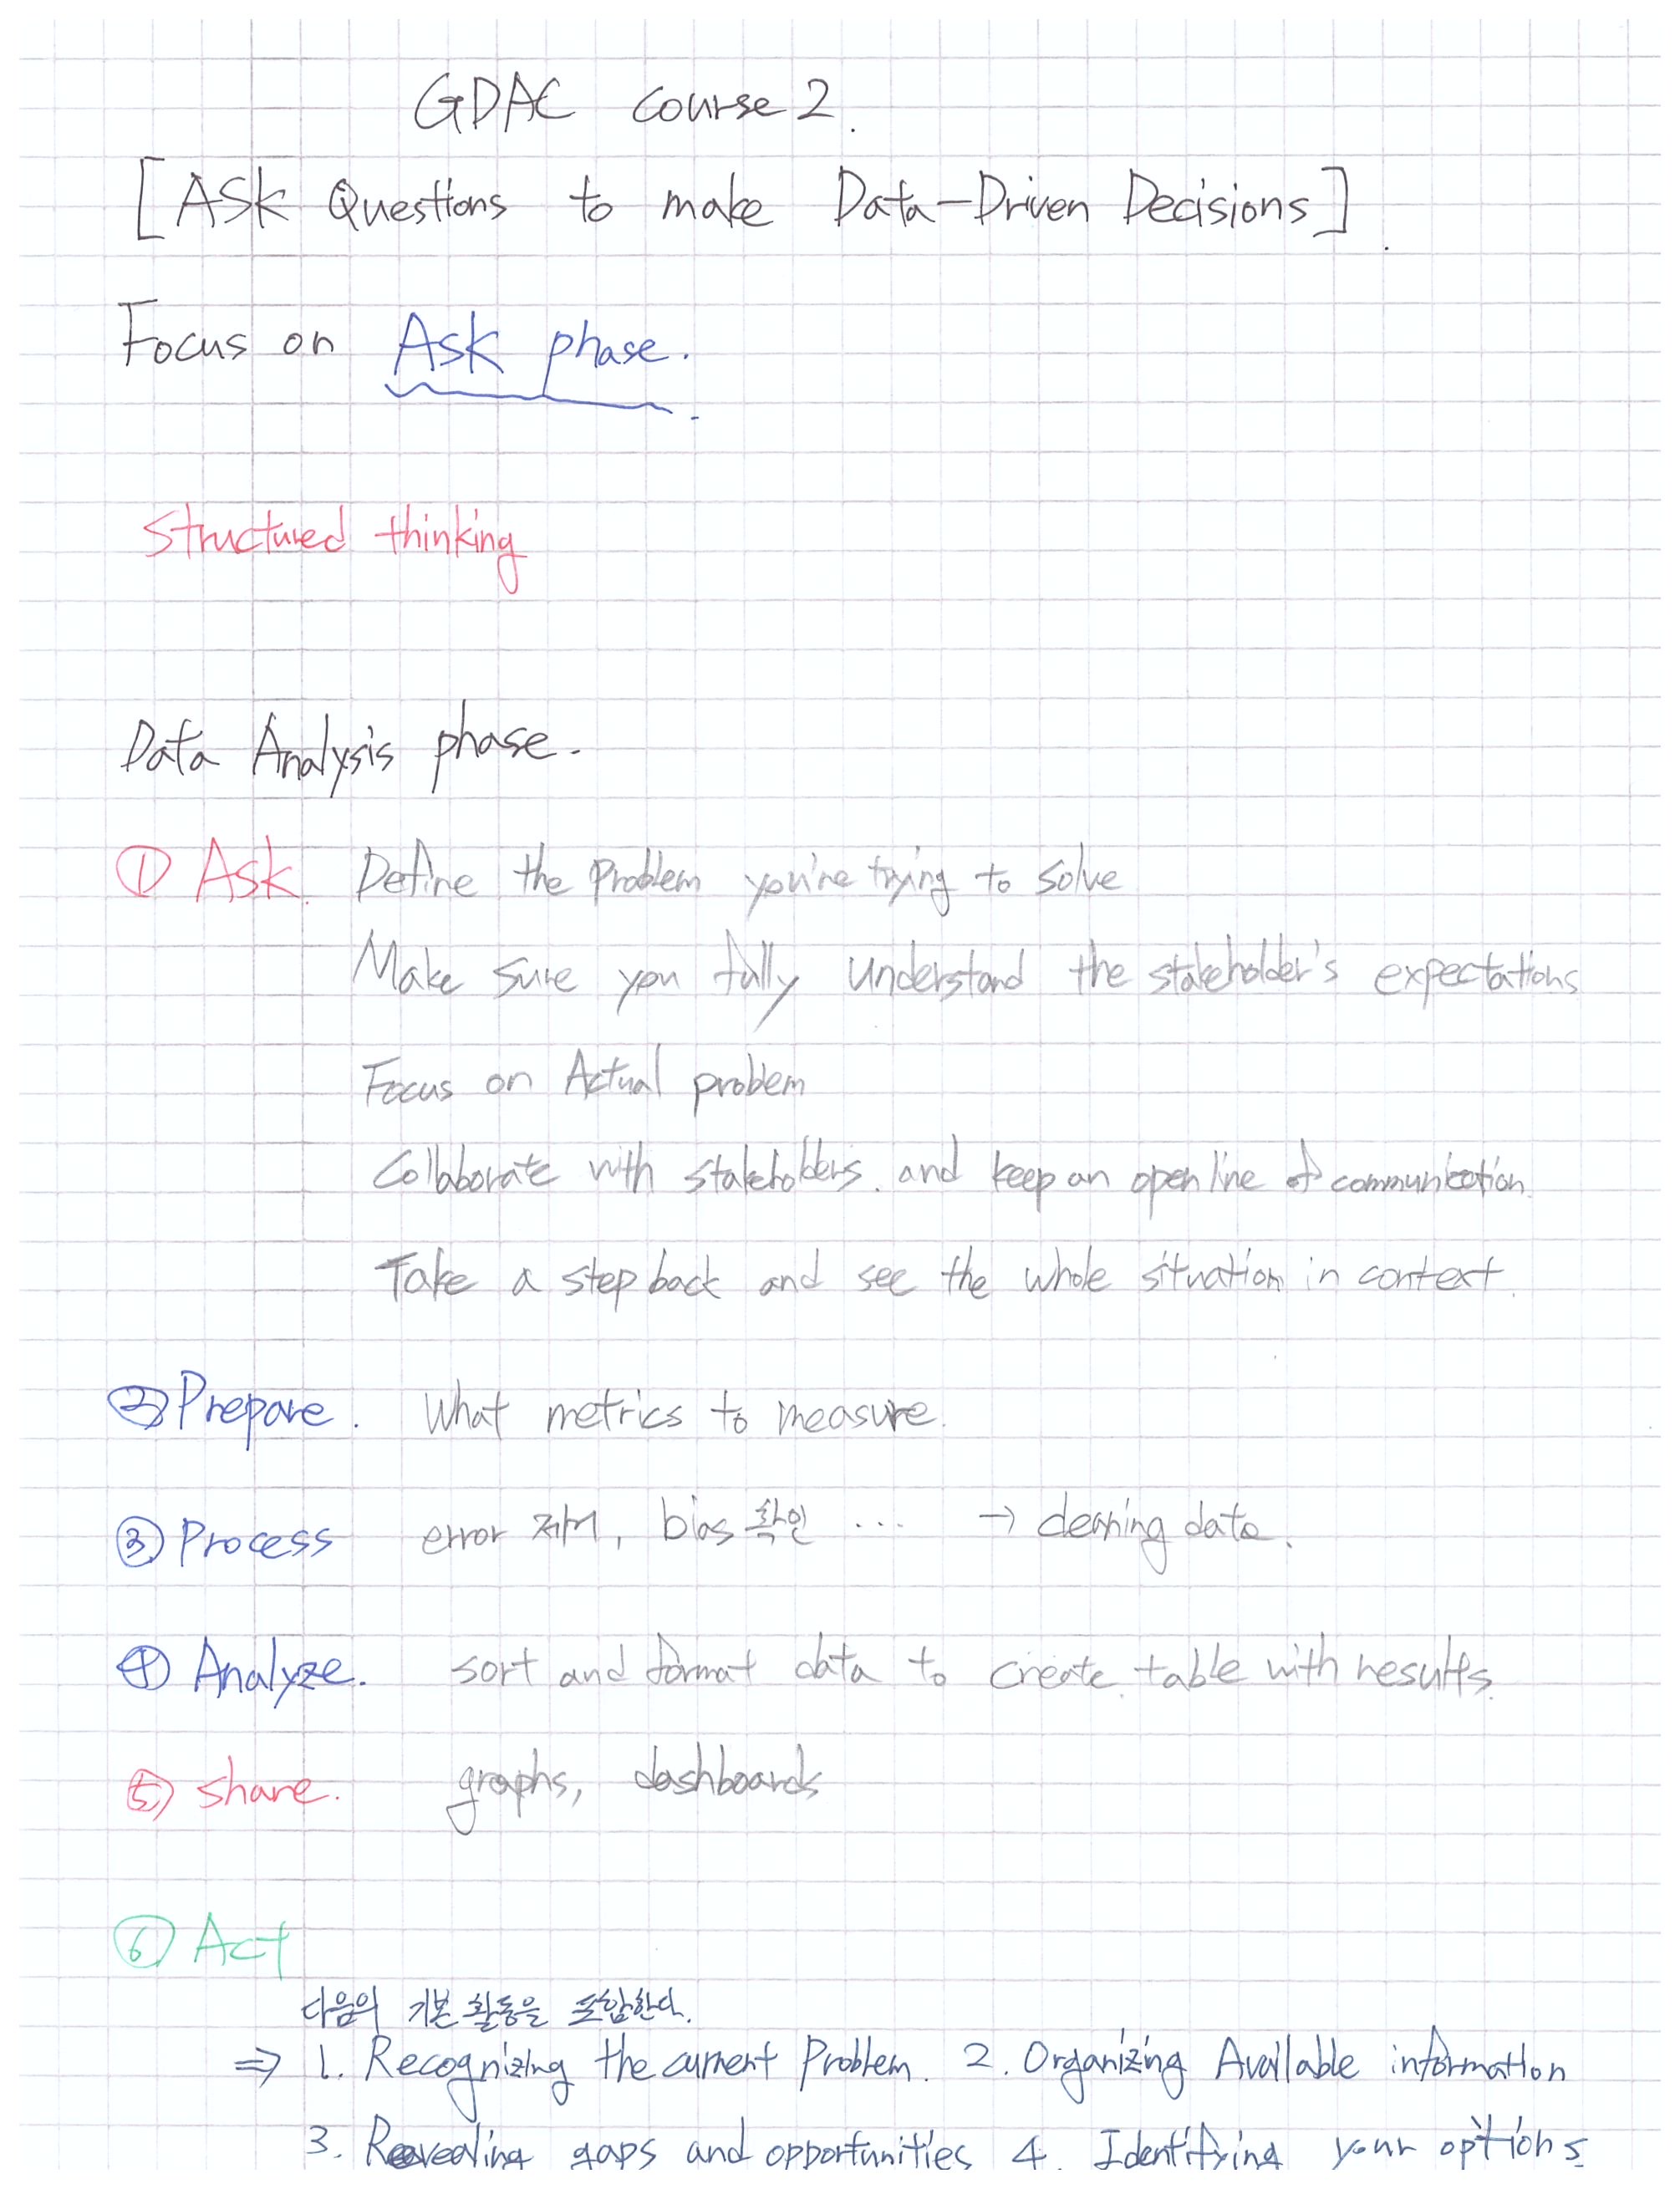 GDAC course 2.
[ASK Questions to make Data-Driven Decisions].
Focus on Ask phase.
Structured thinking
Data Analysis phase.
① Ask. Define the problem you're trying to solve
Make sure you fully understand the stakeholder's expectations
Focus on Actual problem
Collaborate with stakeholders. and keep an open line of communication.
Take a step back and see the whole situation in context.
② Prepare. What metrics to measure.
③ Process error 제거, bias 확인 ... → cleaning data.
④ Analyze. sort and format data to create table with results.
⑤ share. graphs, dashboards
⑥ Act
다음의 기본 활동을 포함한다.
⇒ 1. Recognizing the current Problem. 2. Organizing Available information
3. Revealing gaps and opportunities 4. Identifying your options